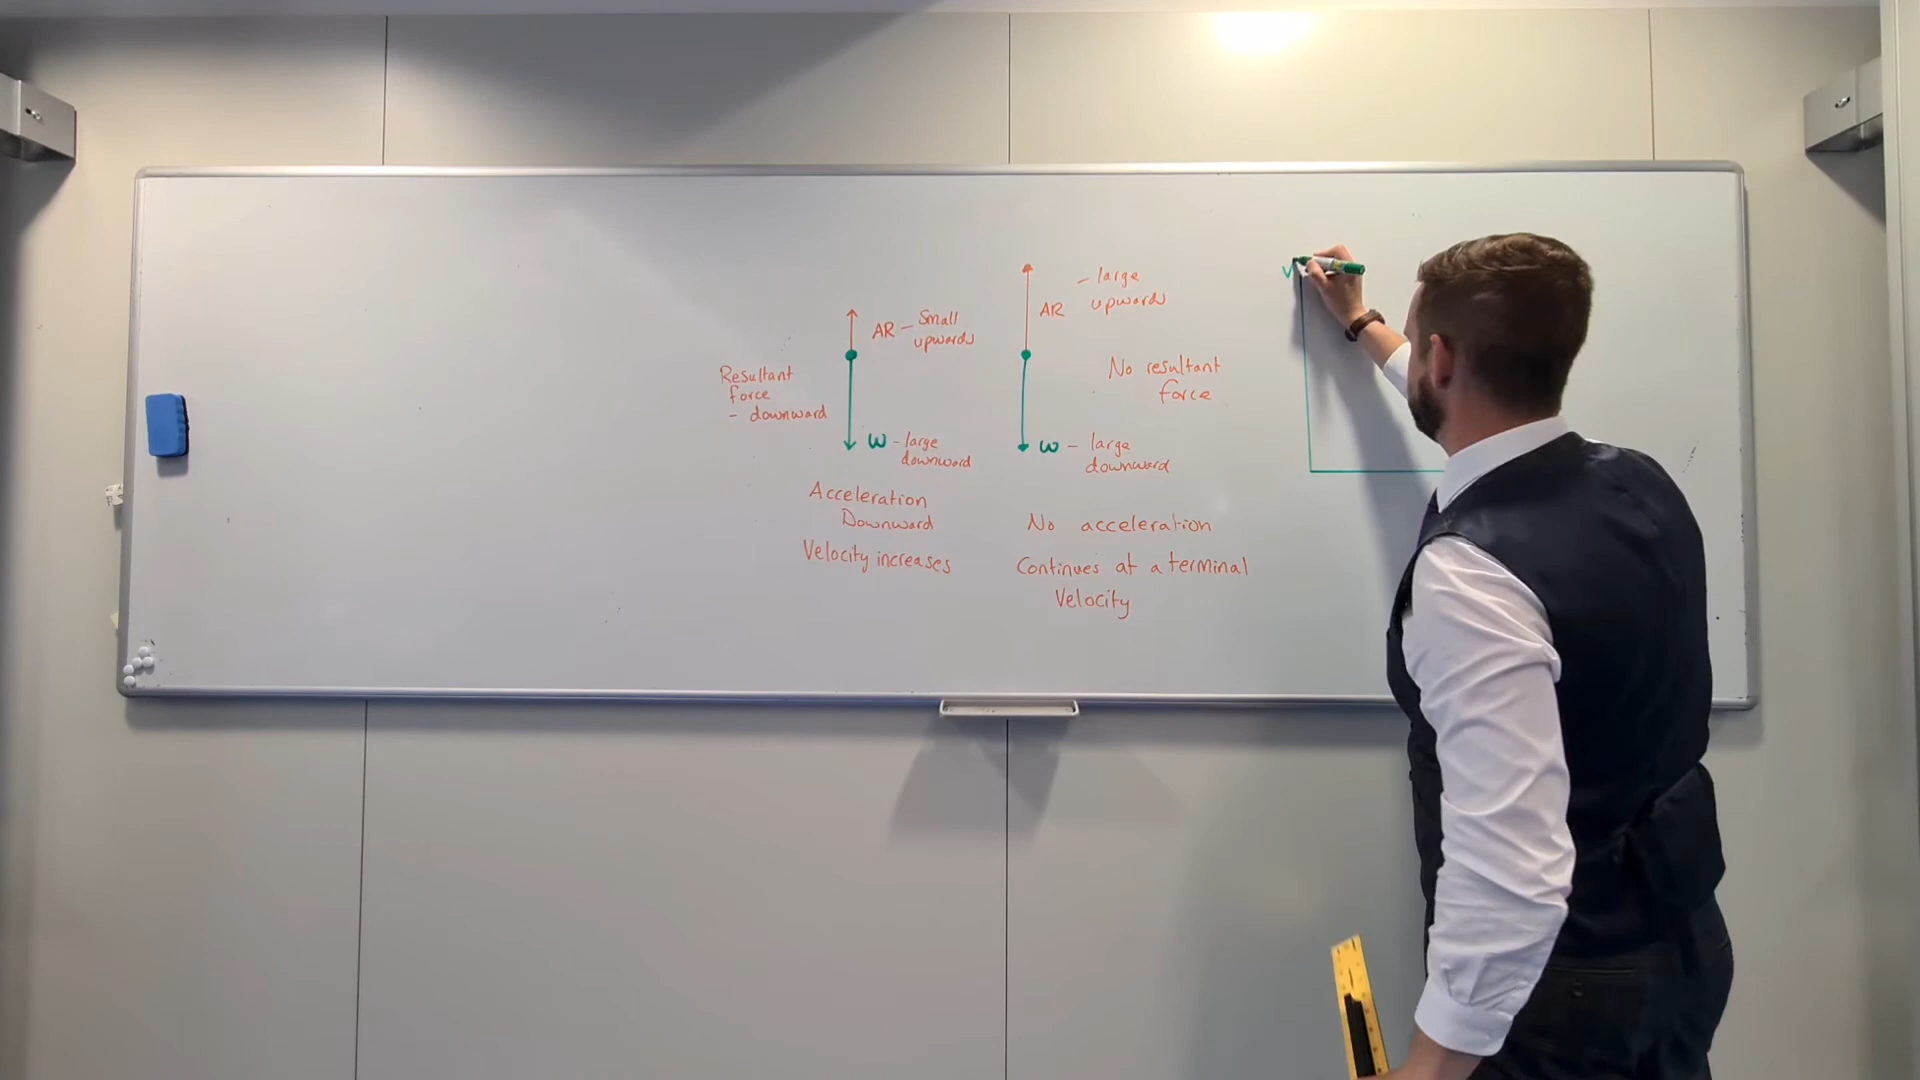 AR - Small
upwards
Resultant
force
- downward
W - large
downward
Acceleration
Downward
Velocity increases
- large
AR upwards
No resultant
force
W - large
downward
No acceleration
Continues at a terminal
Velocity
V